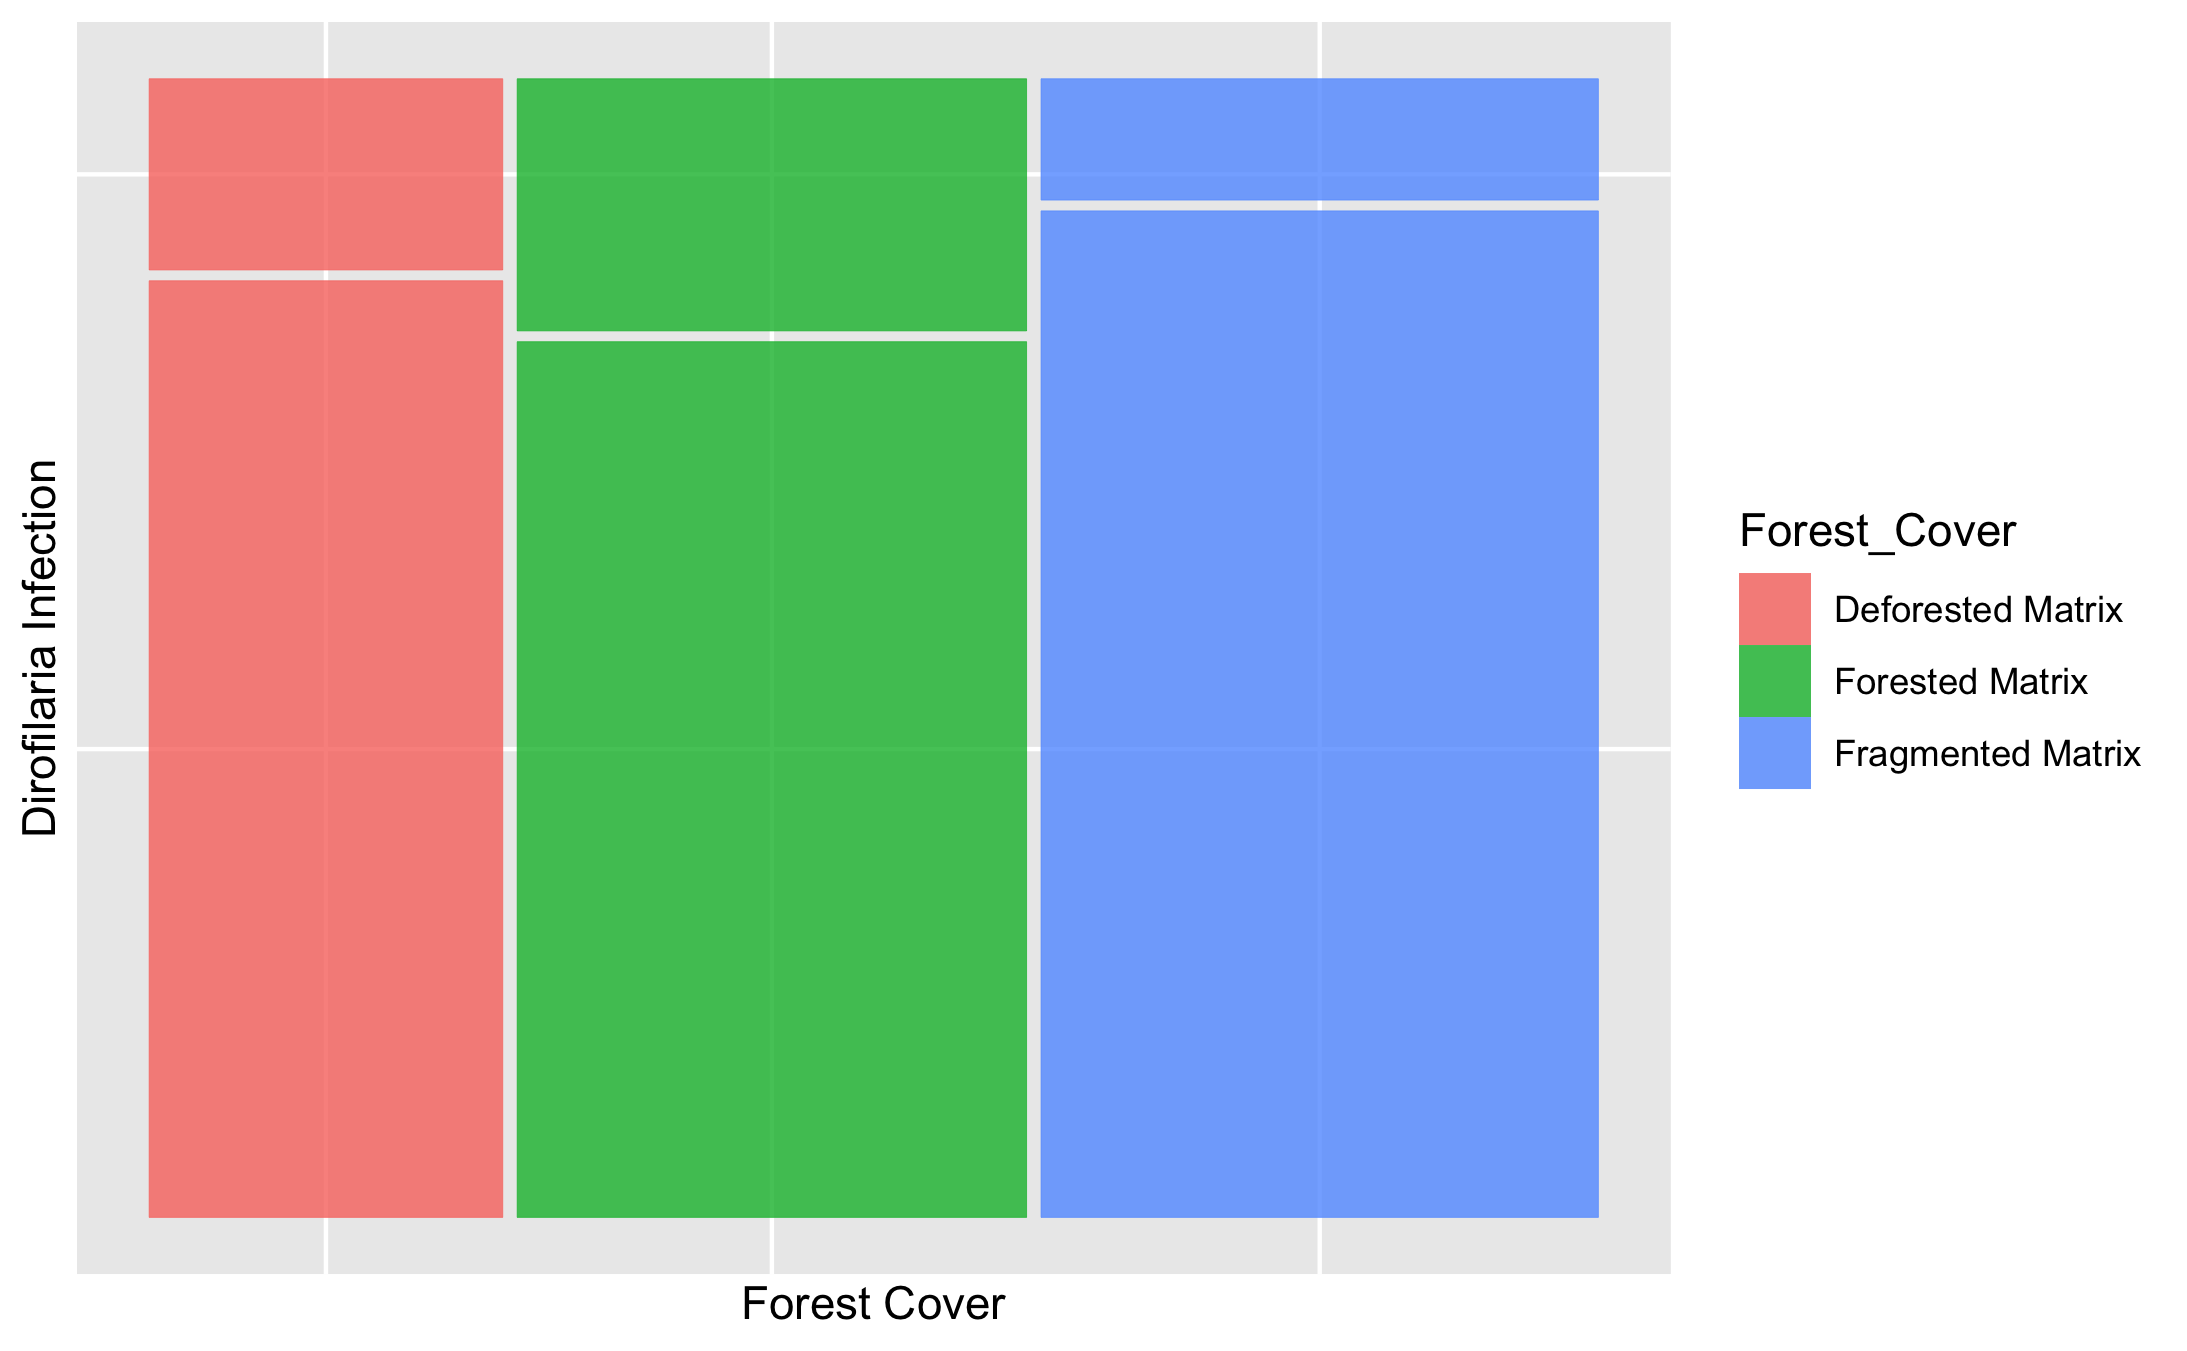 Dirofilaria Infection
Forest Cover
Forest_Cover
Deforested Matrix
Forested Matrix
Fragmented Matrix